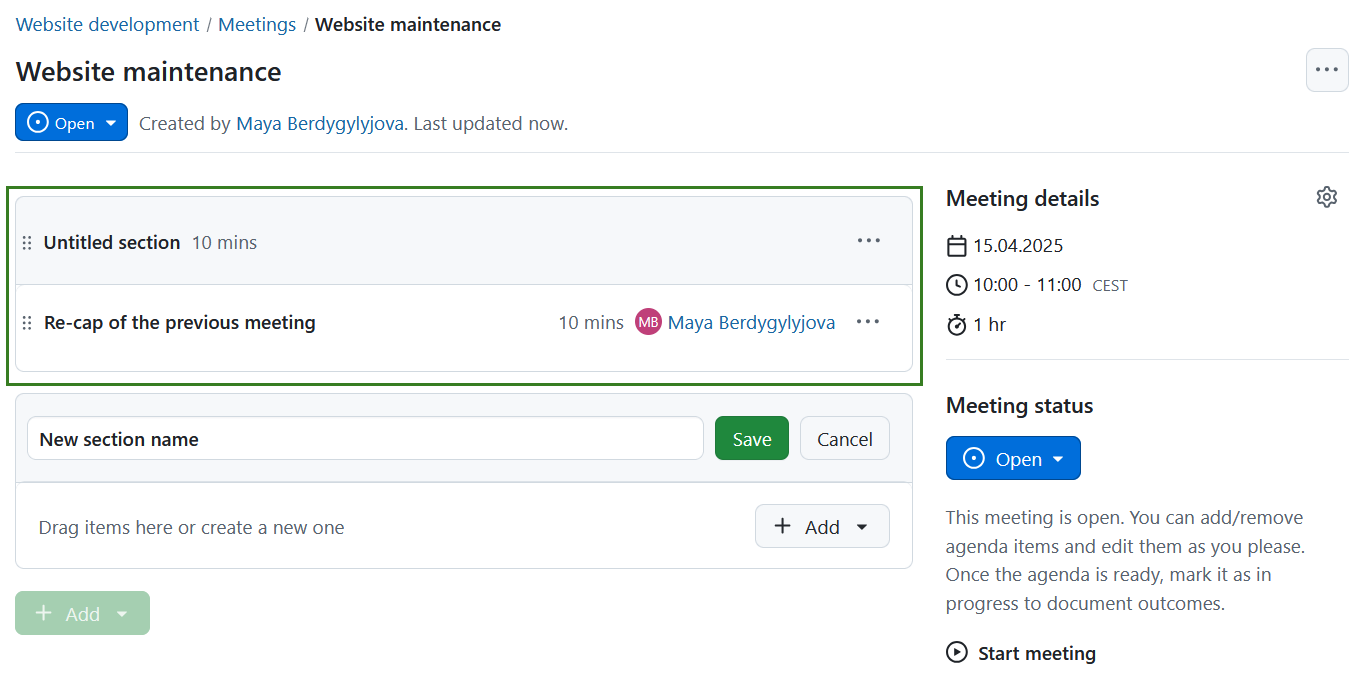 Website development / Meetings / Website maintenance
Website maintenance
Open
Created by Maya Berdygylyjova. Last updated now.
Untitled section 10 mins
Re-cap of the previous meeting 10 mins MB Maya Berdygylyjova
New section name Save Cancel
Drag items here or create a new one Add
Add
Meeting details
15.04.2025
10:00 - 11:00 CEST
1 hr
Meeting status
Open
This meeting is open. You can add/remove
agenda items and edit them as you please.
Once the agenda is ready, mark it as in
progress to document outcomes.
Start meeting